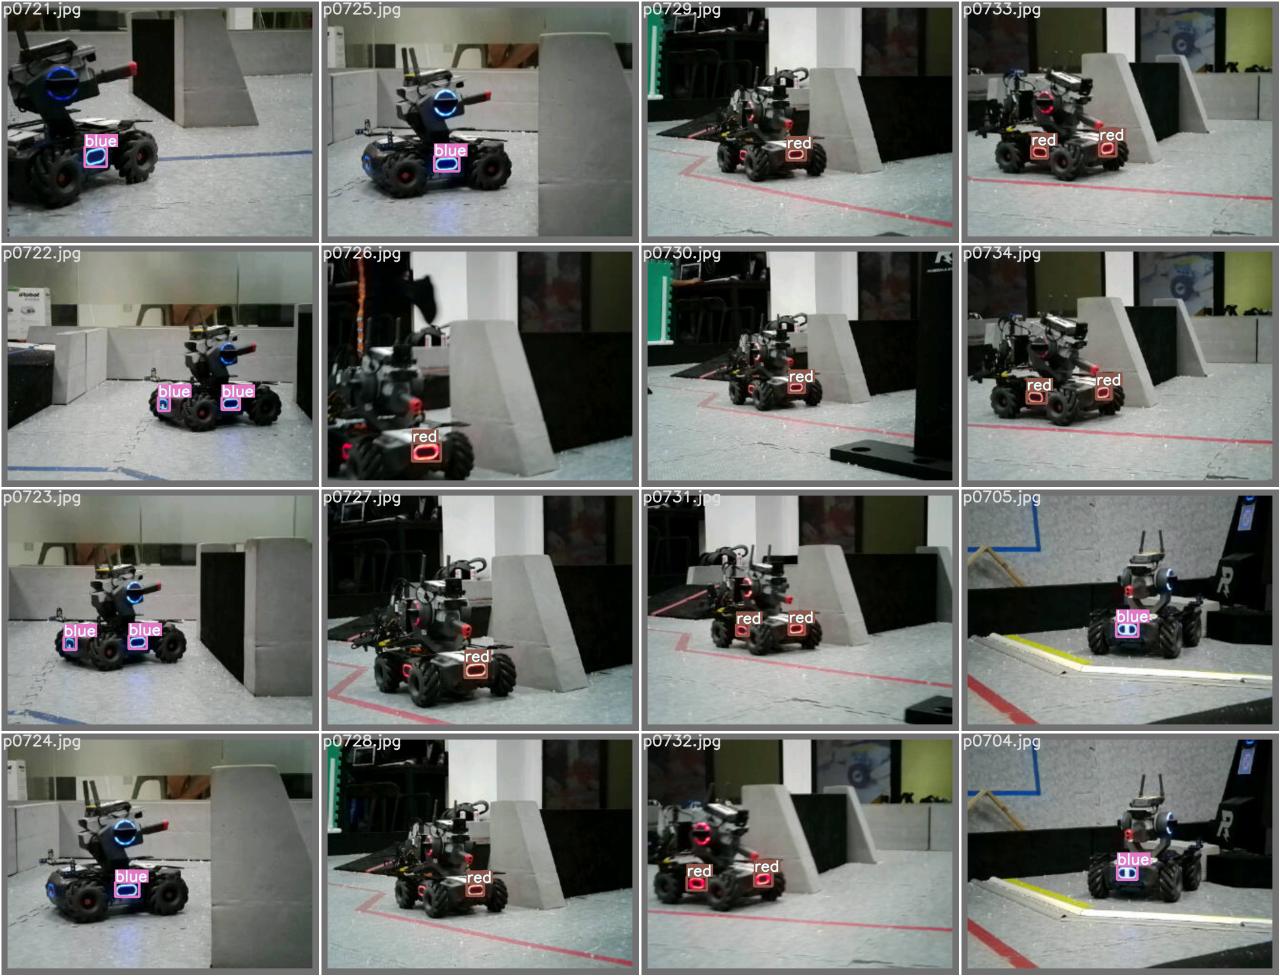 p0721.jpg
blue
p0725.jpg
blue
p0729.jpg
red
p0733.jpg
red
red
p0722.jpg
iRobot
blue
blue
p0726.jpg
red
p0730.jpg
R
red
p0734.jpg
red
red
p0723.jpg
blue
blue
p0727.jpg
red
p0731.jpg
red
red
p0705.jpg
R
blue
p0724.jpg
blue
p0728.jpg
red
p0732.jpg
red
red
p0704.jpg
R
blue